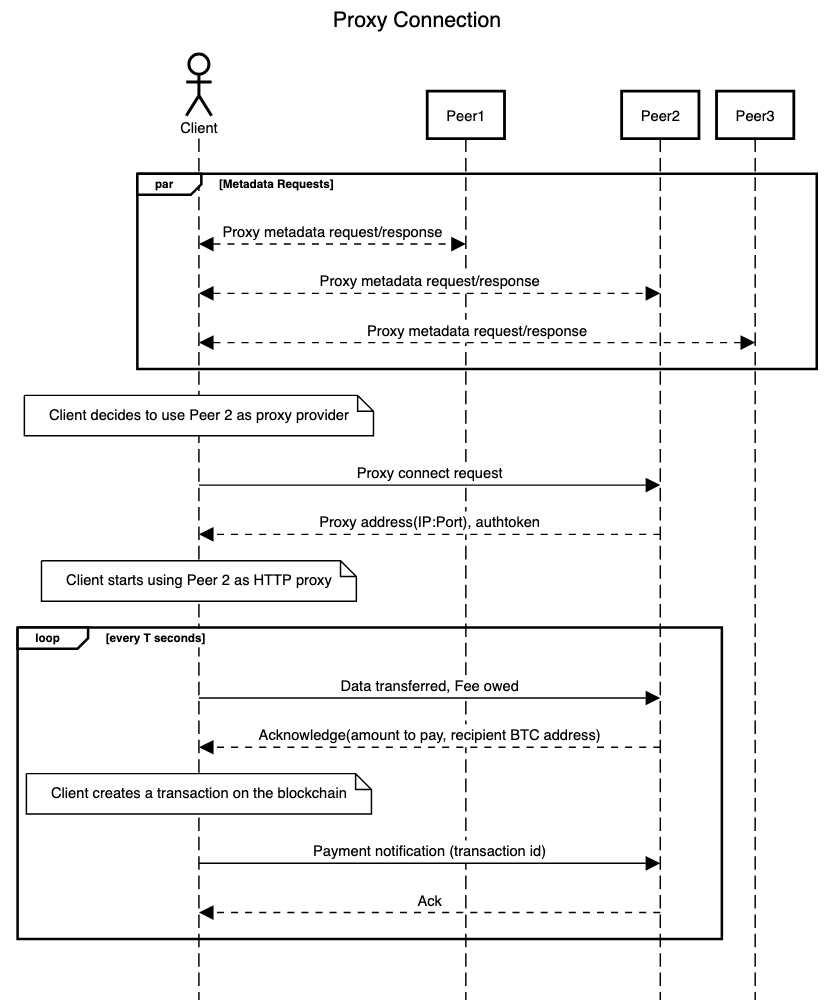 Proxy Connection
Client
Peer1
Peer2
Peer3
par
[Metadata Requests]
Proxy metadata request/response
Proxy metadata request/response
Proxy metadata request/response
Client decides to use Peer 2 as proxy provider
Proxy connect request
Proxy address(IP:Port), authtoken
Client starts using Peer 2 as HTTP proxy
loop
[every T seconds]
Data transferred, Fee owed
Acknowledge(amount to pay, recipient BTC address)
Client creates a transaction on the blockchain
Payment notification (transaction id)
Ack